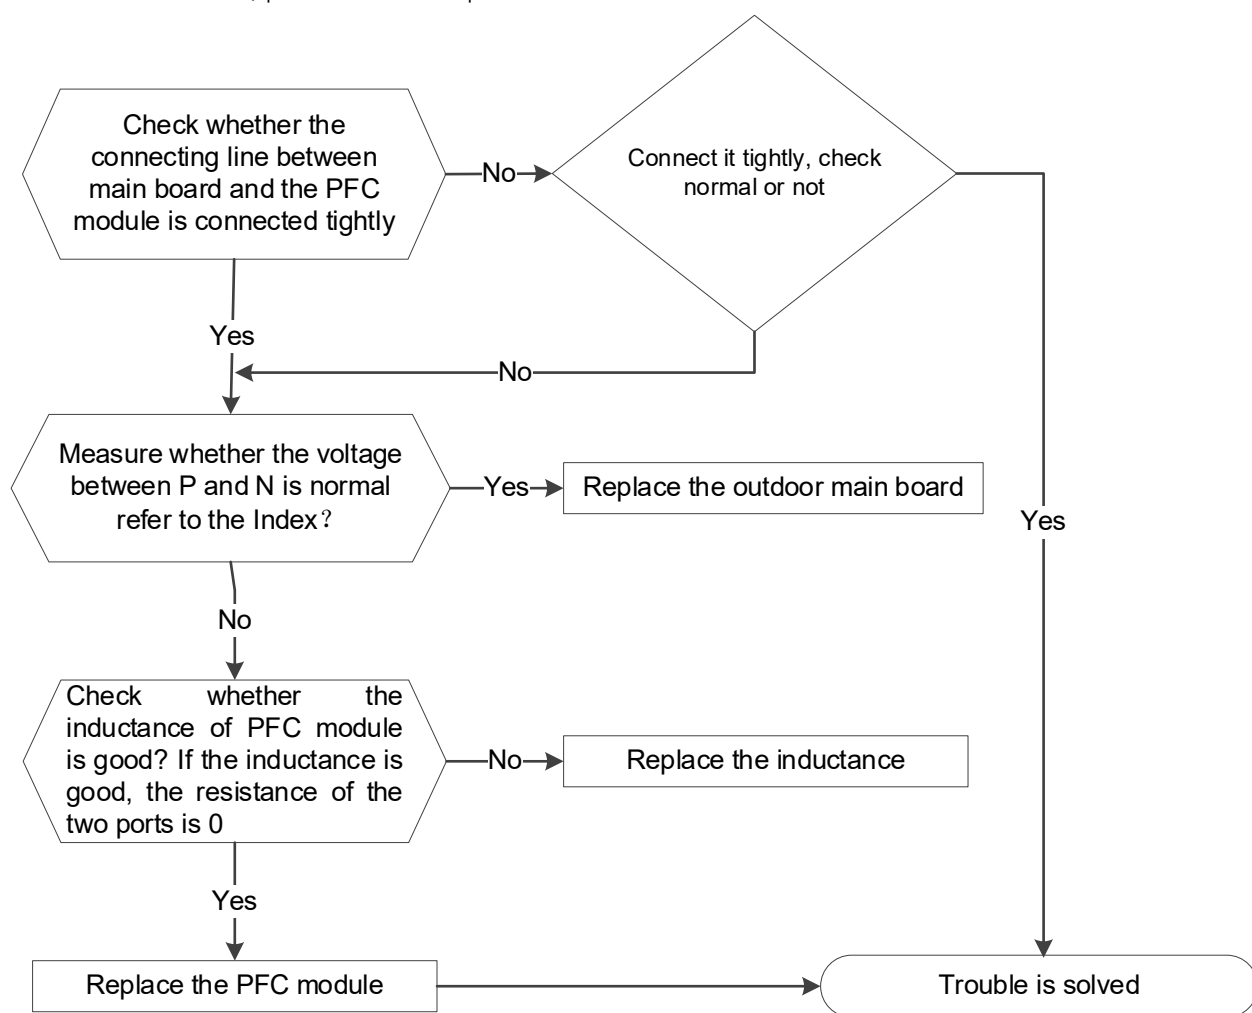 Check whether the
connecting line between
main board and the PFC
module is connected tightly
No
Connect it tightly, check
normal or not
Yes
No
Measure whether the voltage
between P and N is normal
refer to the Index？
Yes
Replace the outdoor main board
Yes
No
Check whether the
inductance of PFC module
is good? If the inductance is
good, the resistance of the
two ports is 0
No
Replace the inductance
Yes
Replace the PFC module
Trouble is solved